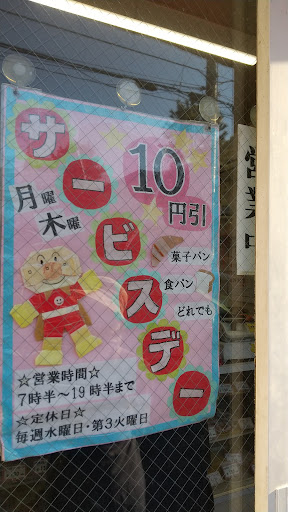 サービスデー
月曜
木曜
10
円引
菓子パン
食パン
どれでも
☆営業時間☆
7時半～19時半まで
☆定休日☆
毎週水曜日・第3火曜日
営業中